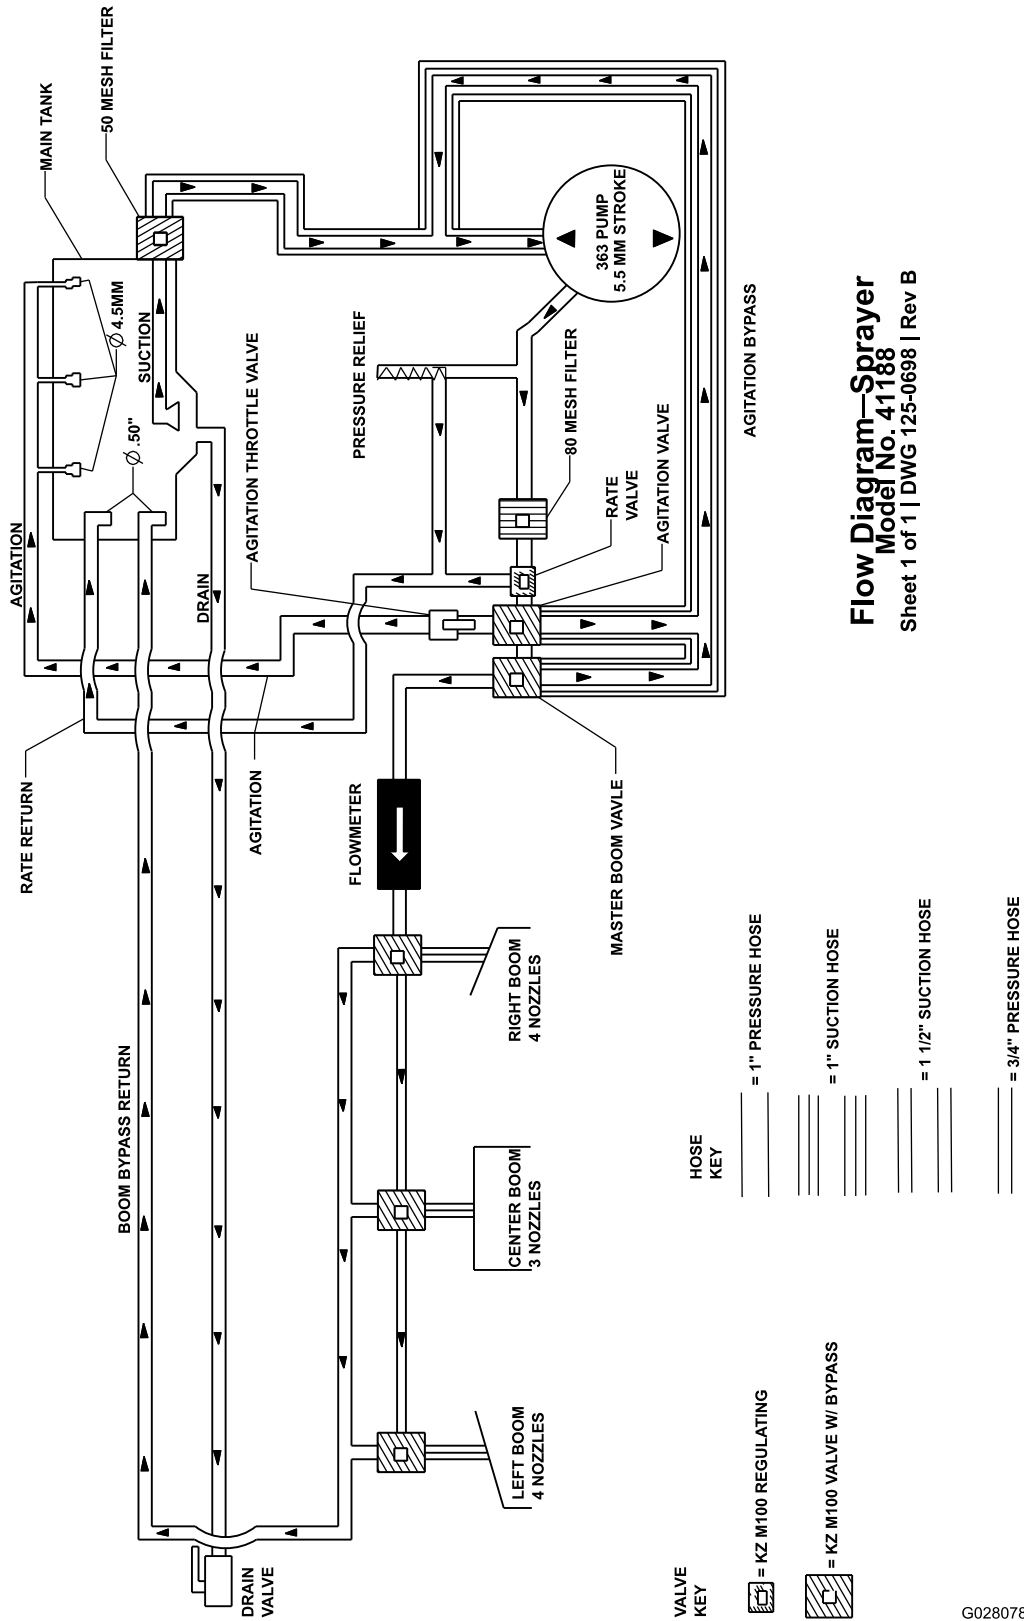 MAIN TANK
50 MESH FILTER
Ø 4.5MM
SUCTION
Ø .50"
AGITATION
DRAIN
AGITATION THROTTLE VALVE
PRESSURE RELIEF
363 PUMP
5.5 MM STROKE
80 MESH FILTER
RATE
VALVE
AGITATION VALVE
AGITATION BYPASS
RATE RETURN
AGITATION
FLOWMETER
MASTER BOOM VAVLE
BOOM BYPASS RETURN
RIGHT BOOM
4 NOZZLES
CENTER BOOM
3 NOZZLES
LEFT BOOM
4 NOZZLES
DRAIN
VALVE
HOSE
KEY
= 1" PRESSURE HOSE
= 1" SUCTION HOSE
= 1 1/2" SUCTION HOSE
= 3/4" PRESSURE HOSE
VALVE
KEY
= KZ M100 REGULATING
= KZ M100 VALVE W/ BYPASS
Flow Diagram—Sprayer
Model No. 41188
Sheet 1 of 1 | DWG 125-0698 | Rev B
G028078